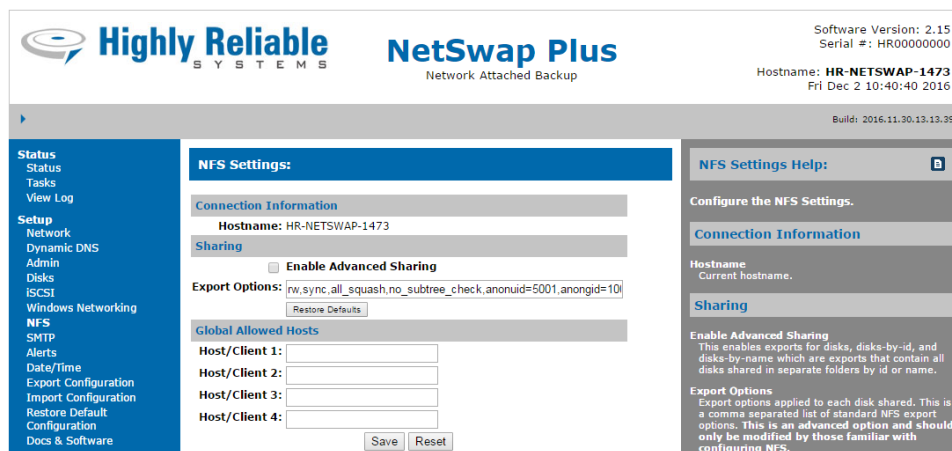 Highly Reliable
SYSTEMS
NetSwap Plus
Network Attached Backup
Software Version: 2.15
Serial #: HR00000000
Hostname: HR-NETSWAP-1473
Fri Dec 2 10:40:40 2016
Build: 2016.11.30.13.13.39
Status
Status
Tasks
View Log
Setup
Network
Dynamic DNS
Admin
Disks
iSCSI
Windows Networking
NFS
SMTP
Alerts
Date/Time
Export Configuration
Import Configuration
Restore Default
Configuration
Docs & Software
NFS Settings:
Connection Information
Hostname: HR-NETSWAP-1473
Sharing
Enable Advanced Sharing
Export Options: rw,sync,all_squash,no_subtree_check,anonuid=5001,anongid=100
Restore Defaults
Global Allowed Hosts
Host/Client 1:
Host/Client 2:
Host/Client 3:
Host/Client 4:
Save Reset
NFS Settings Help:
Configure the NFS Settings.
Connection Information
Hostname
Current hostname.
Sharing
Enable Advanced Sharing
This enables exports for disks, disks-by-id, and
disks-by-name which are exports that contain all
disks shared in separate folders by id or name.
Export Options
Export options applied to each disk shared. This is
a comma separated list of standard NFS export
options. This is an advanced option and should
only be modified by those familiar with
configuring NFS.